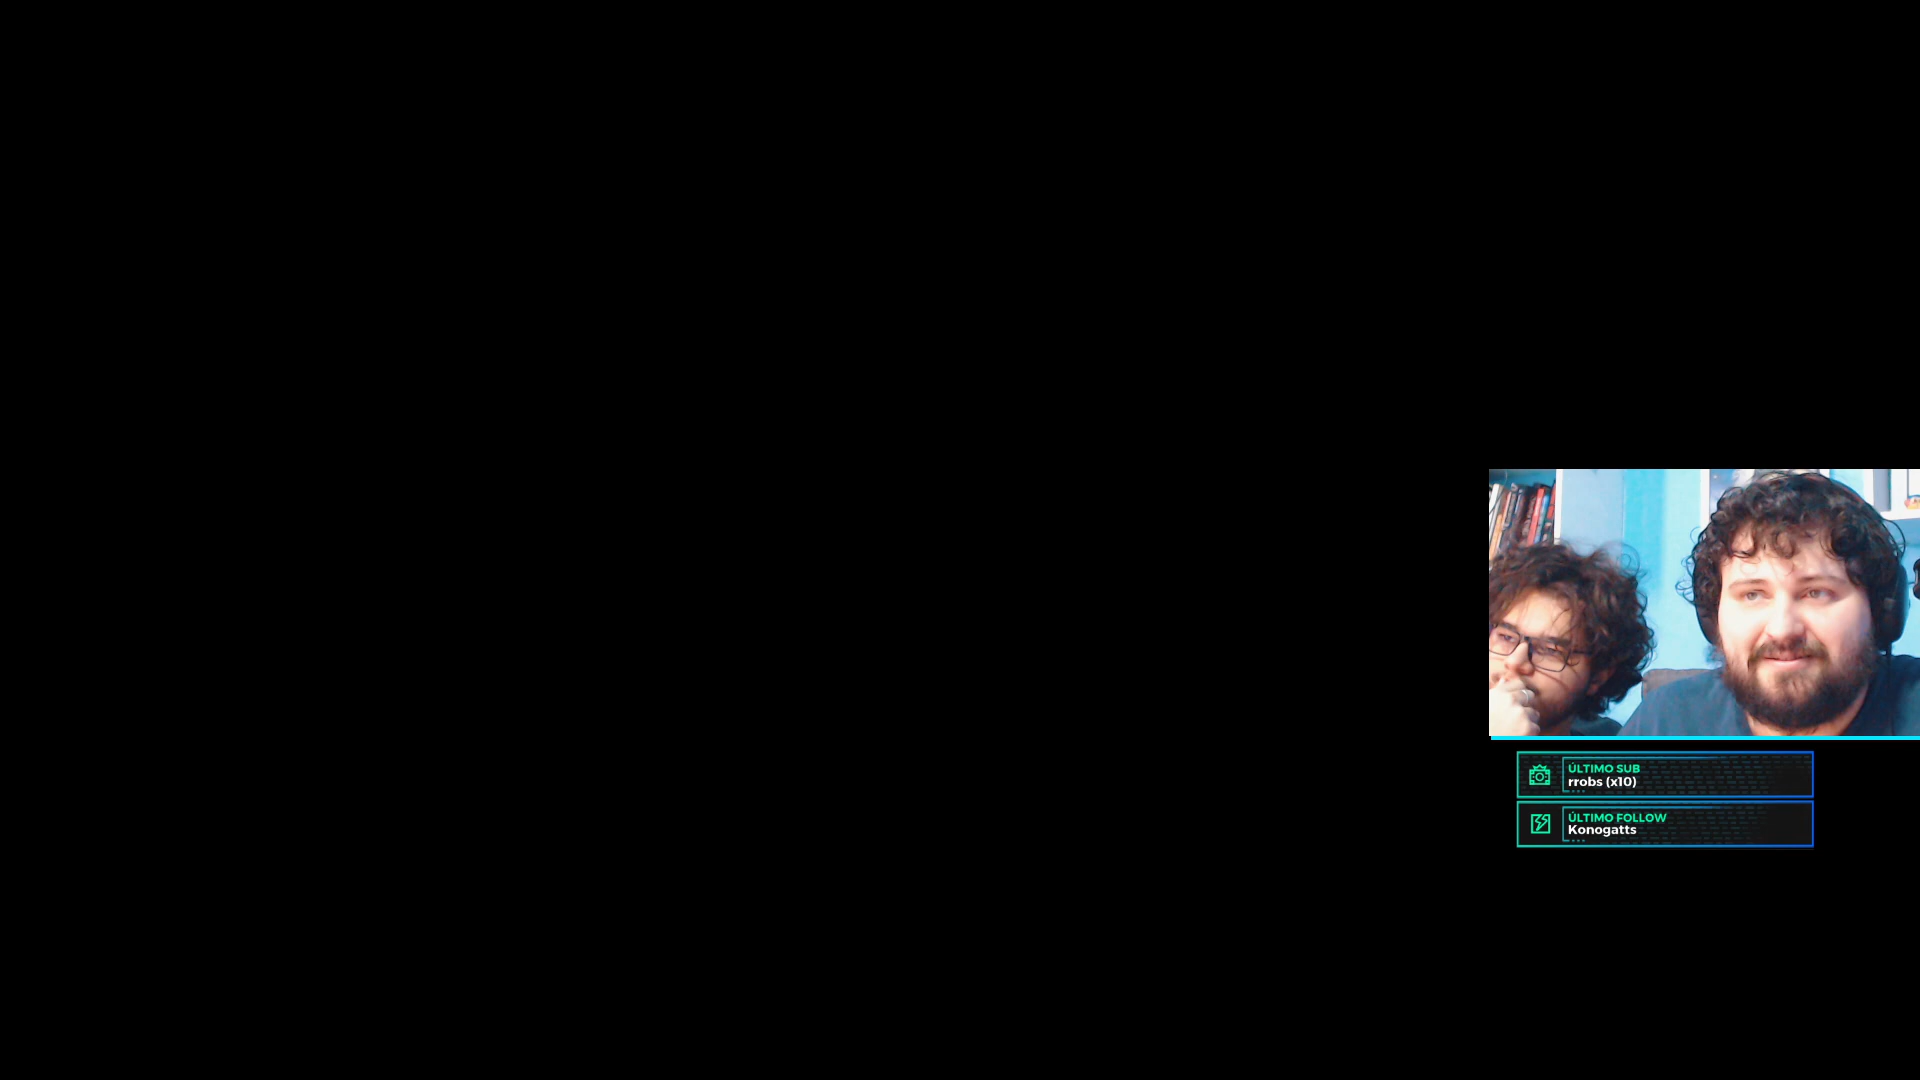 ÚLTIMO SUB
rrobs (x10)
ÚLTIMO FOLLOW
Konogatts